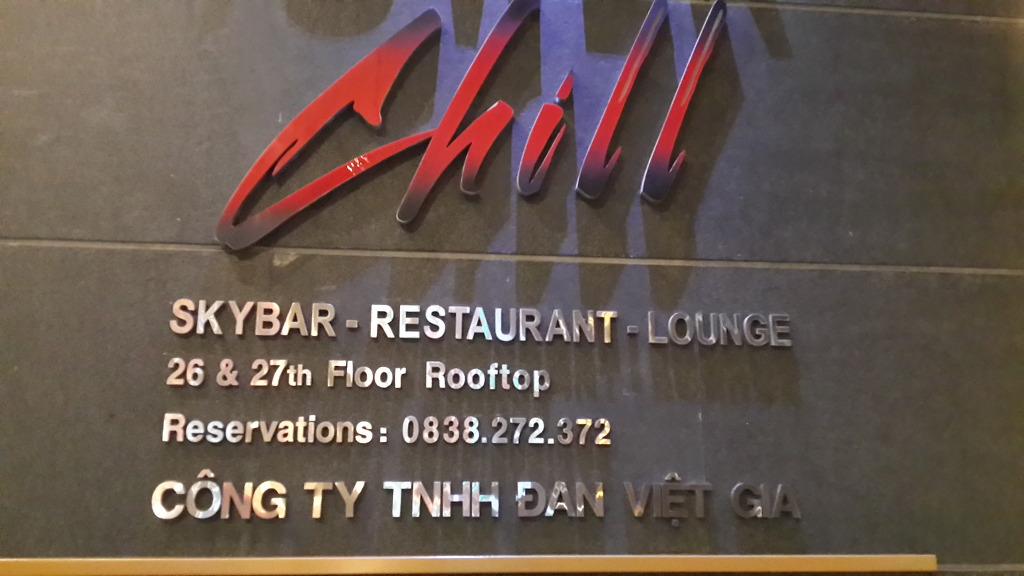 Chill
SKYBAR - RESTAURANT - LOUNGE
26 & 27th Floor Rooftop
Reservations: 0838.272.372
CÔNG TY TNHH ĐAN VIỆT GIA